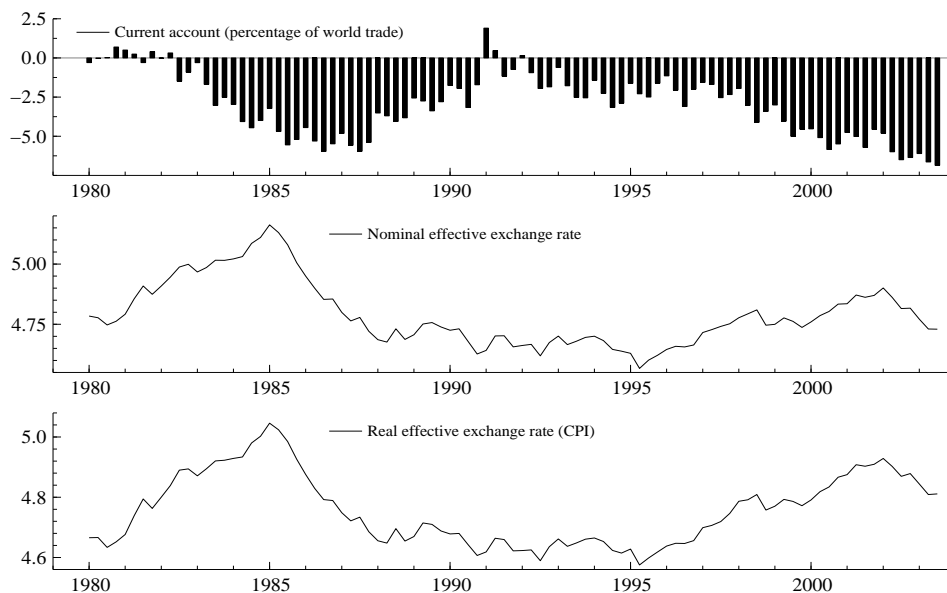 2.5
Current account (percentage of world trade)
0.0
−2.5
−5.0
1980 1985 1990 1995 2000
Nominal effective exchange rate
5.00
4.75
1980 1985 1990 1995 2000
5.0
Real effective exchange rate (CPI)
4.8
4.6
1980 1985 1990 1995 2000